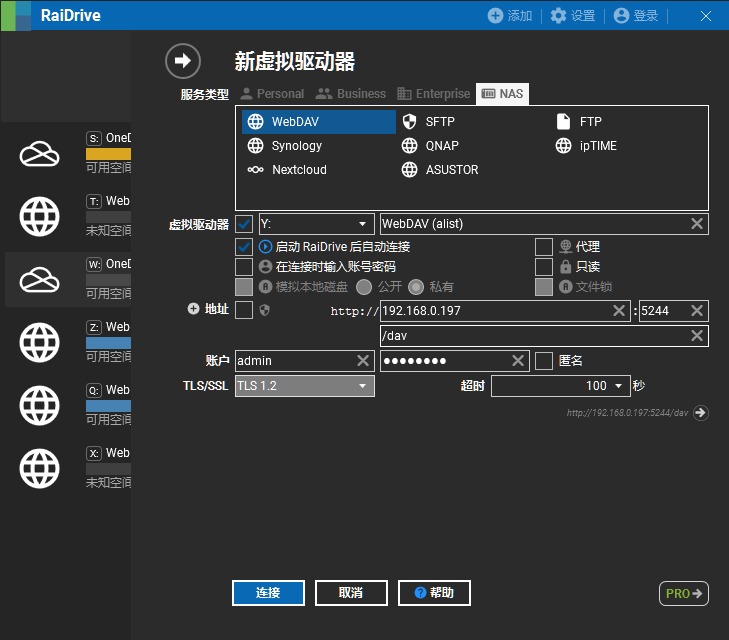 RaiDrive
添加
设置
登录
新虚拟驱动器
服务类型
Personal
Business
Enterprise
NAS
WebDAV
SFTP
FTP
Synology
QNAP
ipTIME
Nextcloud
ASUSTOR
S: OneD
可用空间
T: Web
未知空间
W: OneD
可用空间
Z: Web
可用空间
Q: Web
可用空间
X: Web
未知空间
虚拟驱动器
Y:
WebDAV (alist)
启动 RaiDrive 后自动连接
代理
在连接时输入账号密码
只读
模拟本地磁盘
公开
私有
文件锁
地址
http://
192.168.0.197
:
5244
/dav
账户
admin
●●●●●●●●
匿名
TLS/SSL
TLS 1.2
超时
100
秒
http://192.168.0.197:5244/dav
连接
取消
帮助
PRO